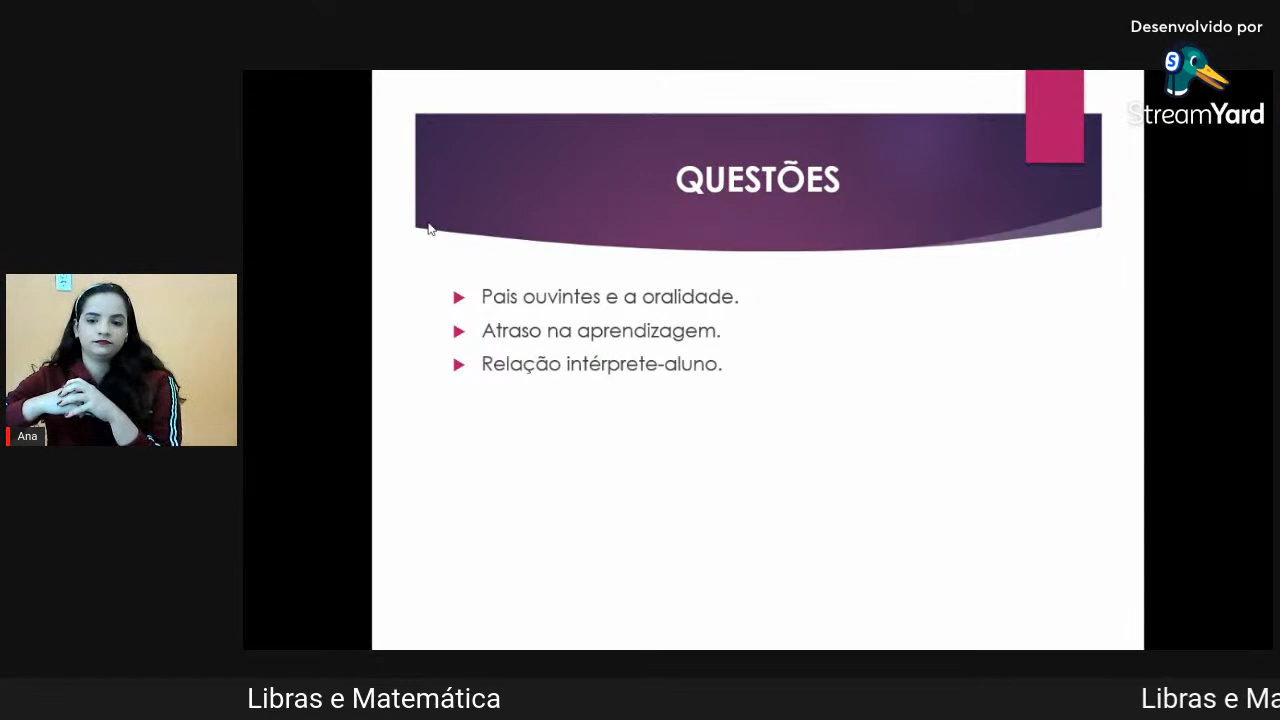 Desenvolvido por
StreamYard
QUESTÕES
Pais ouvintes e a oralidade.
Atraso na aprendizagem.
Relação intérprete-aluno.
Ana
Libras e Matemática
Libras e Ma